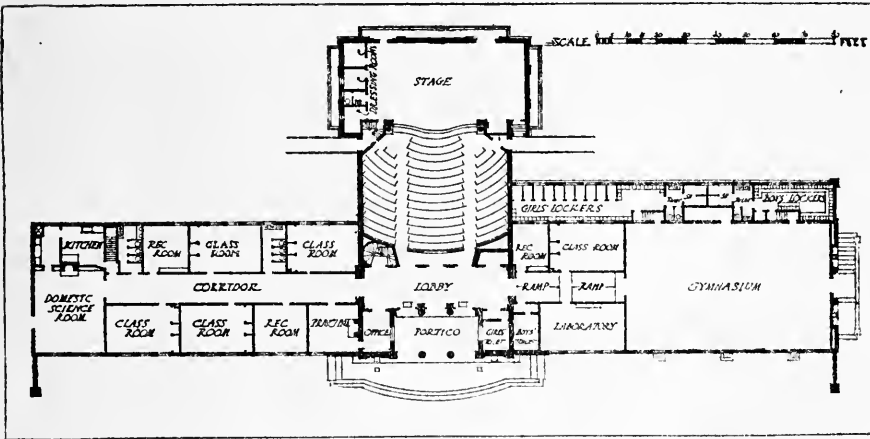 SCALE
FEET
DRESSING ROOM
STAGE
GIRLS LOCKERS
BOYS LOCKERS
KITCHEN
REC
ROOM
CLASS
ROOM
CLASS
ROOM
REC
ROOM
CLASS ROOM
CORRIDOR
LOBBY
RAMP
RAMP
GYMNASIUM
DOMESTIC
SCIENCE
ROOM
CLASS
ROOM
CLASS
ROOM
REC
ROOM
OFFICE
PORTICO
GIRLS
TOILET
BOYS
TOILET
LABORATORY